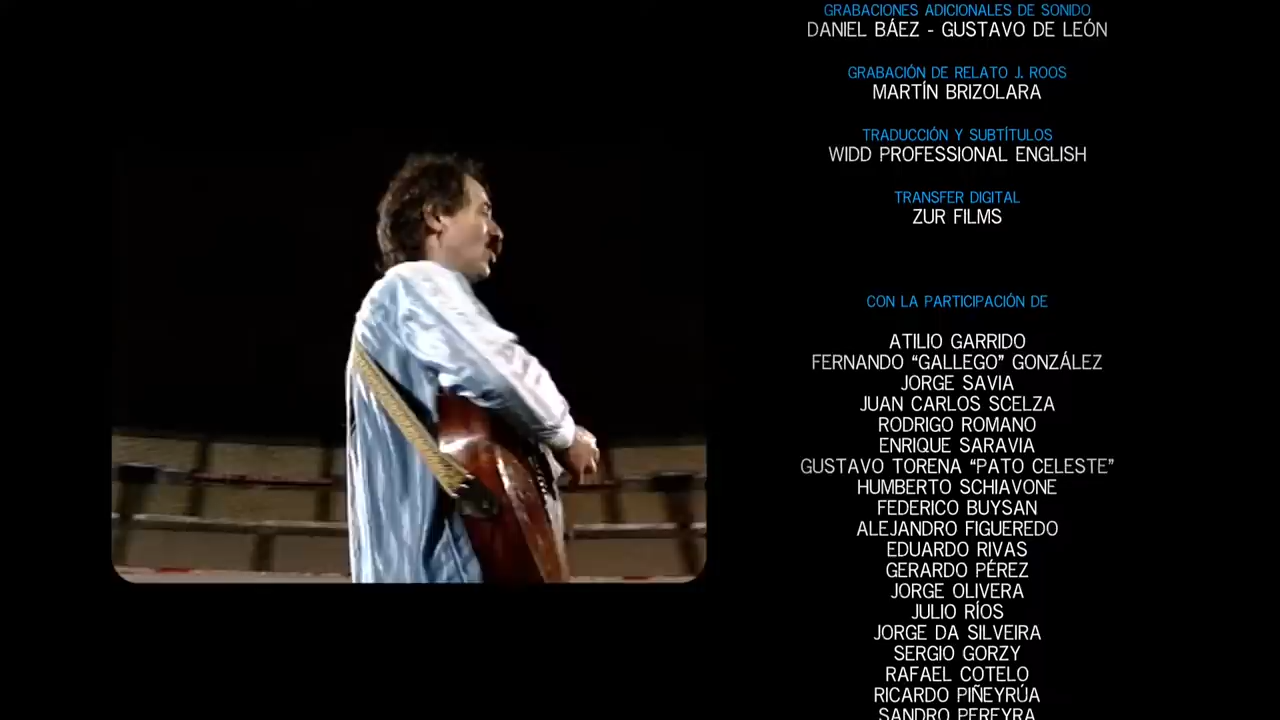 GRABACIONES ADICIONALES DE SONIDO
DANIEL BÁEZ - GUSTAVO DE LEÓN
GRABACIÓN DE RELATO J. ROOS
MARTÍN BRIZOLARA
TRADUCCIÓN Y SUBTÍTULOS
WIDD PROFESSIONAL ENGLISH
TRANSFER DIGITAL
ZUR FILMS
CON LA PARTICIPACIÓN DE
ATILIO GARRIDO
FERNANDO “GALLEGO” GONZÁLEZ
JORGE SAVIA
JUAN CARLOS SCELZA
RODRIGO ROMANO
ENRIQUE SARAVIA
GUSTAVO TORENA “PATO CELESTE”
HUMBERTO SCHIAVONE
FEDERICO BUYSAN
ALEJANDRO FIGUEREDO
EDUARDO RIVAS
GERARDO PÉREZ
JORGE OLIVERA
JULIO RÍOS
JORGE DA SILVEIRA
SERGIO GORZY
RAFAEL COTELO
RICARDO PIÑEYRÚA
SANDRO PEREYRA